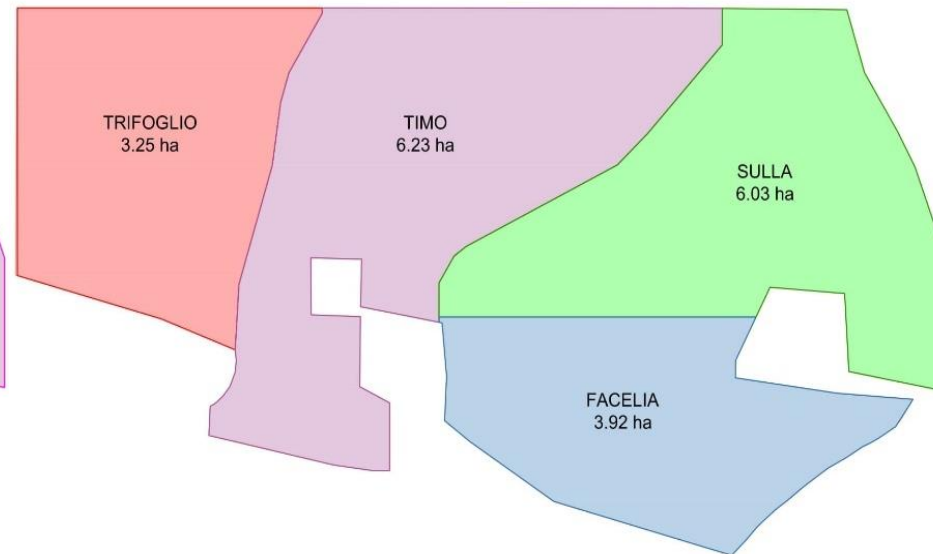 TRIFOGLIO
3.25 ha
TIMO
6.23 ha
SULLA
6.03 ha
FACELIA
3.92 ha